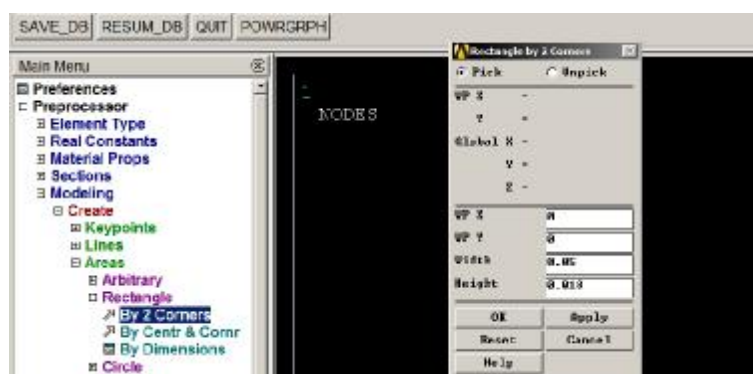 SAVE_DB RESUM_DB QUIT POWRGRPH
Main Menu
Preferences
Preprocessor
Element Type
Real Constants
Material Props
Sections
Modeling
Create
Keypoints
Lines
Areas
Arbitrary
Rectangle
By 2 Corners
By Centr & Cornr
By Dimensions
Circle
1
NODES
Rectangle by 2 Corners
Pick Unpick
WP X -
Y -
Global X -
Y -
Z -
WP X 0
WP Y 0
Width 0.05
Height 0.013
OK Apply
Reset Cancel
Help